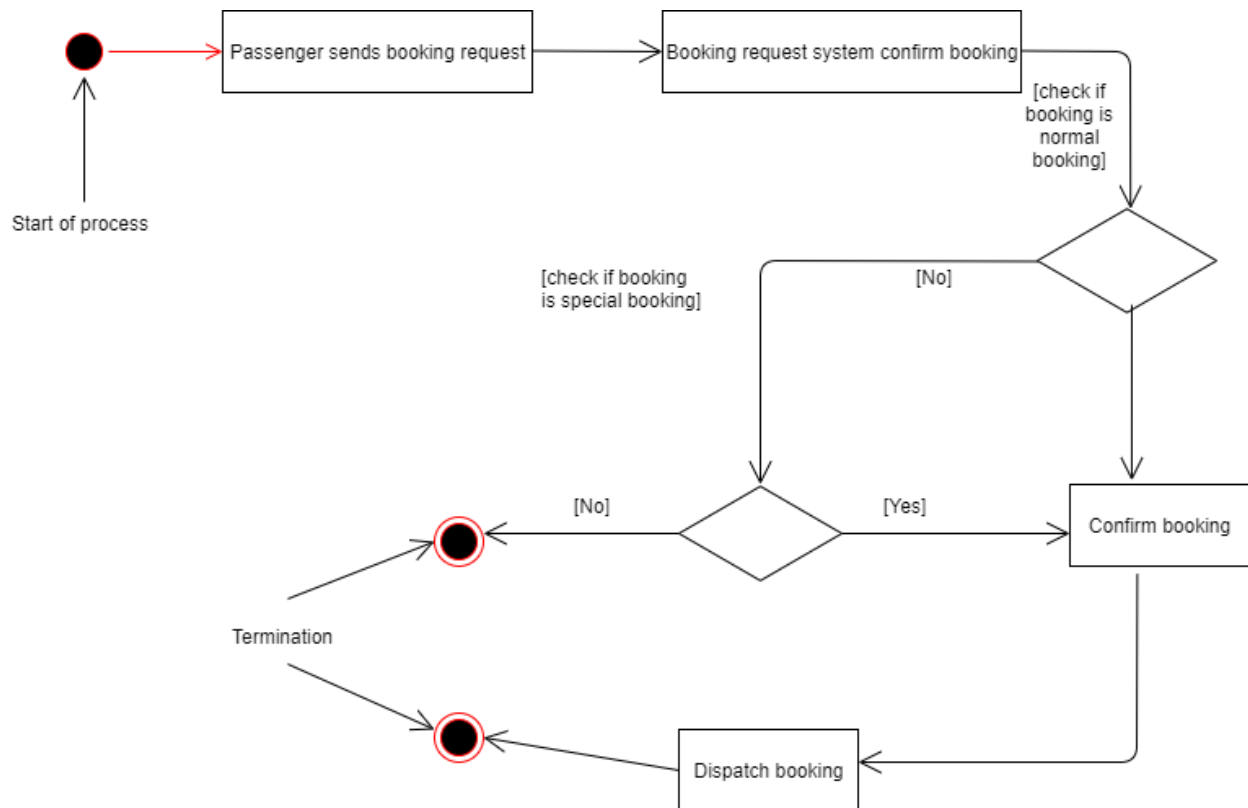 Passenger sends booking request
Booking request system confirm booking
[check if
booking is
normal
booking]
Start of process
[check if booking
is special booking]
[No]
[No]
[Yes]
Confirm booking
Termination
Dispatch booking